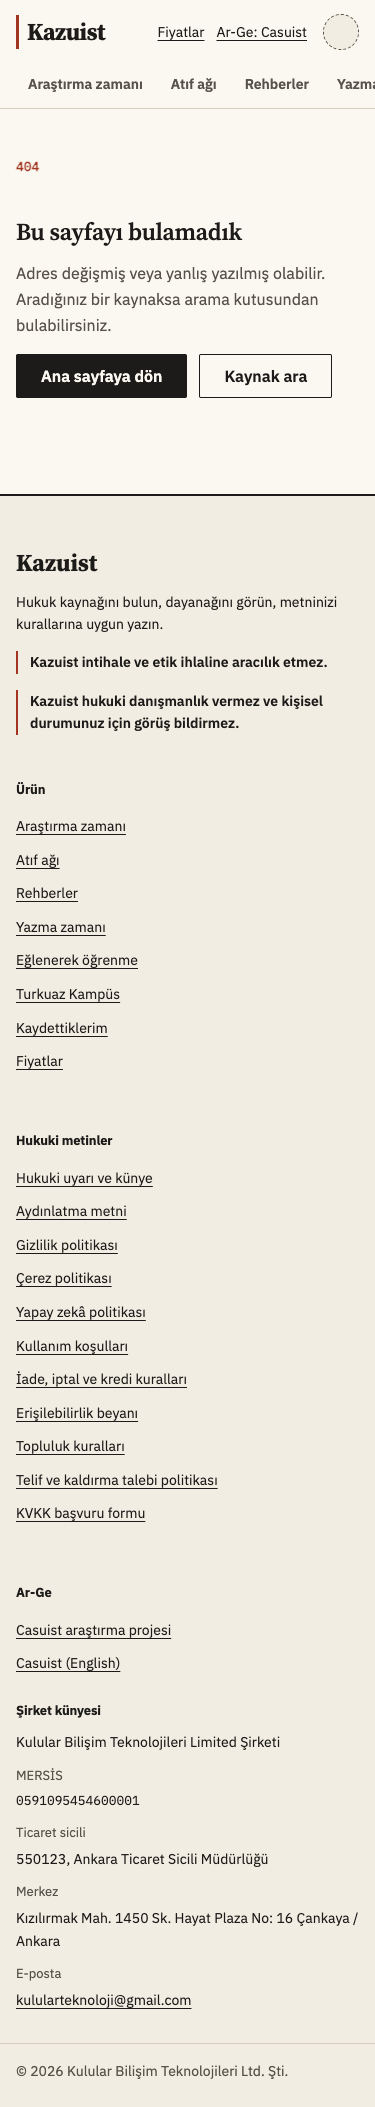 Kazuist
Fiyatlar
Ar-Ge: Casuist
Araştırma zamanı
Atıf ağı
Rehberler
Yazma
404
Bu sayfayı bulamadık
Adres değişmiş veya yanlış yazılmış olabilir.
Aradığınız bir kaynaksa arama kutusundan
bulabilirsiniz.
Ana sayfaya dön
Kaynak ara
Kazuist
Hukuk kaynağını bulun, dayanağını görün, metninizi
kurallarına uygun yazın.
Kazuist intihale ve etik ihlaline aracılık etmez.
Kazuist hukuki danışmanlık vermez ve kişisel
durumunuz için görüş bildirmez.
Ürün
Araştırma zamanı
Atıf ağı
Rehberler
Yazma zamanı
Eğlenerek öğrenme
Turkuaz Kampüs
Kaydettiklerim
Fiyatlar
Hukuki metinler
Hukuki uyarı ve künye
Aydınlatma metni
Gizlilik politikası
Çerez politikası
Yapay zekâ politikası
Kullanım koşulları
İade, iptal ve kredi kuralları
Erişilebilirlik beyanı
Topluluk kuralları
Telif ve kaldırma talebi politikası
KVKK başvuru formu
Ar-Ge
Casuist araştırma projesi
Casuist (English)
Şirket künyesi
Kulular Bilişim Teknolojileri Limited Şirketi
MERSİS
0591095454600001
Ticaret sicili
550123, Ankara Ticaret Sicili Müdürlüğü
Merkez
Kızılırmak Mah. 1450 Sk. Hayat Plaza No: 16 Çankaya /
Ankara
E-posta
kulularteknoloji@gmail.com
© 2026 Kulular Bilişim Teknolojileri Ltd. Şti.